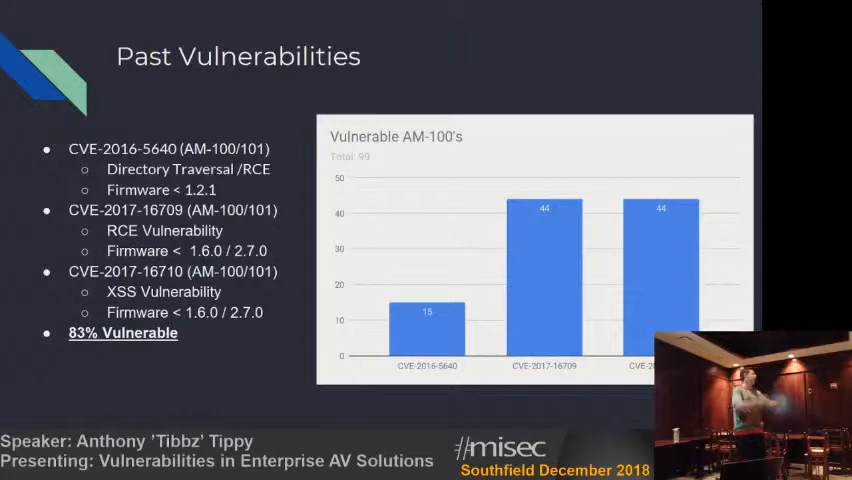 Past Vulnerabilities
● CVE-2016-5640 (AM-100/101)
○ Directory Traversal /RCE
○ Firmware < 1.2.1
● CVE-2017-16709 (AM-100/101)
○ RCE Vulnerability
○ Firmware < 1.6.0 / 2.7.0
● CVE-2017-16710 (AM-100/101)
○ XSS Vulnerability
○ Firmware < 1.6.0 / 2.7.0
● 83% Vulnerable
Vulnerable AM-100's
Total: 99
50
40
30
20
10
0
15
44
44
CVE-2016-5640
CVE-2017-16709
CVE-20
Speaker: Anthony 'Tibbz' Tippy
Presenting: Vulnerabilities in Enterprise AV Solutions
#misec
Southfield December 2018